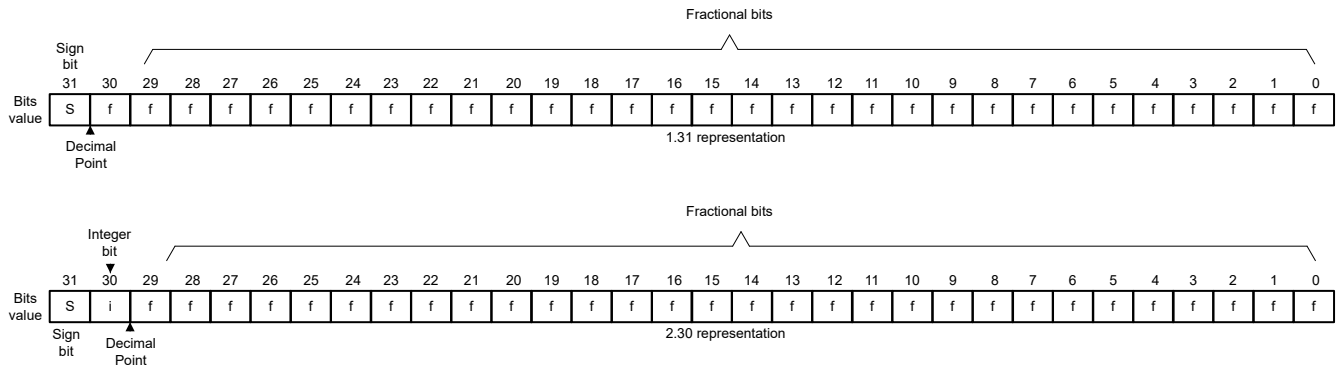 Fractional bits
Sign
bit
31 30 29 28 27 26 25 24 23 22 21 20 19 18 17 16 15 14 13 12 11 10 9 8 7 6 5 4 3 2 1 0
Bits
value
S f f f f f f f f f f f f f f f f f f f f f f f f f f f f f f f
1.31 representation
Decimal
Point
Fractional bits
Integer
bit
31 30 29 28 27 26 25 24 23 22 21 20 19 18 17 16 15 14 13 12 11 10 9 8 7 6 5 4 3 2 1 0
Bits
value
S i f f f f f f f f f f f f f f f f f f f f f f f f f f f f f f
2.30 representation
Sign
bit
Decimal
Point